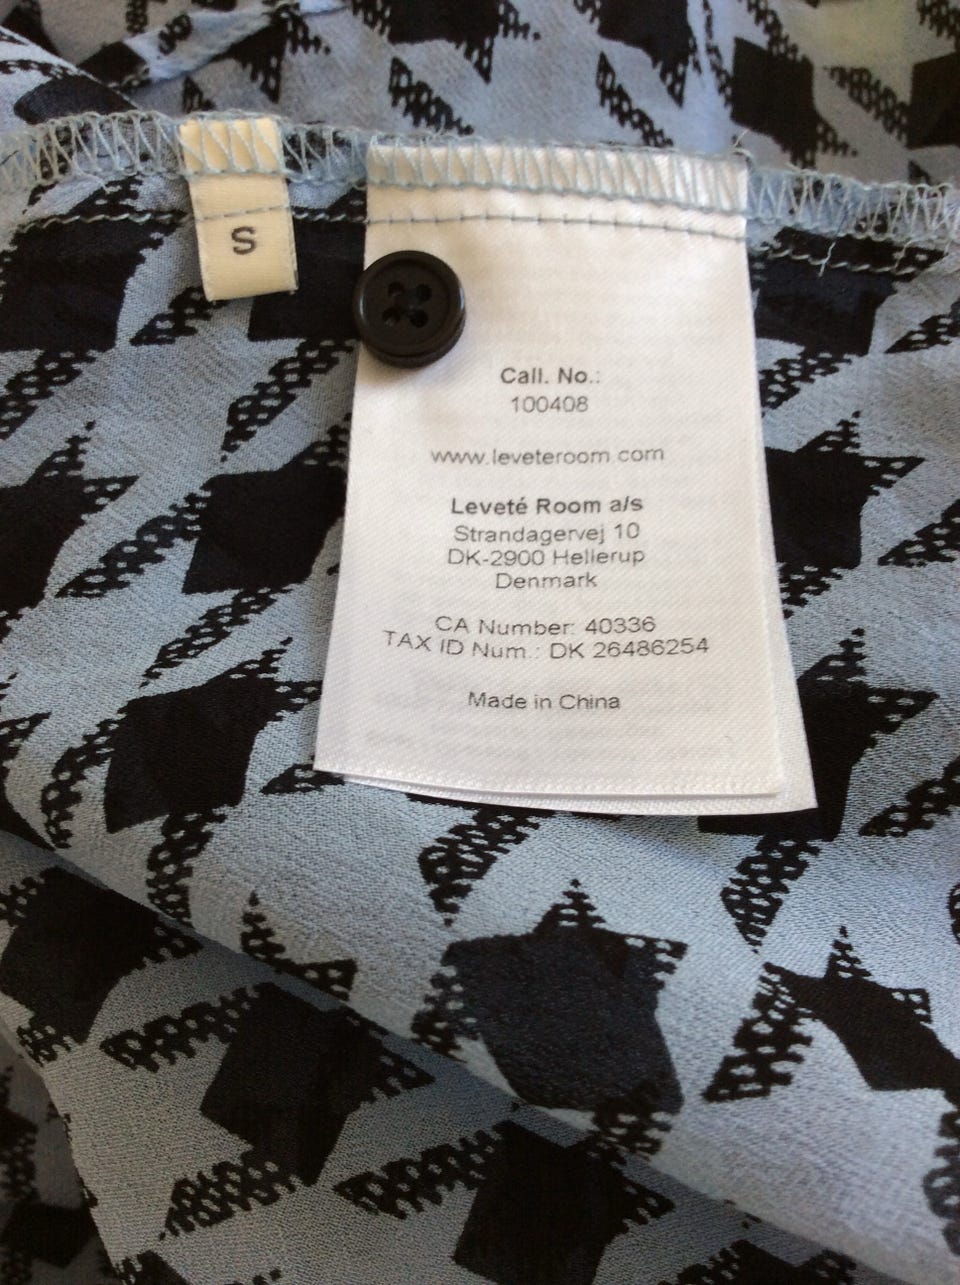 S
Call. No.:
100408
www.leveteroom.com
Leveté Room a/s
Strandagervej 10
DK-2900 Hellerup
Denmark
CA Number: 40336
TAX ID Num.: DK 26486254
Made in China